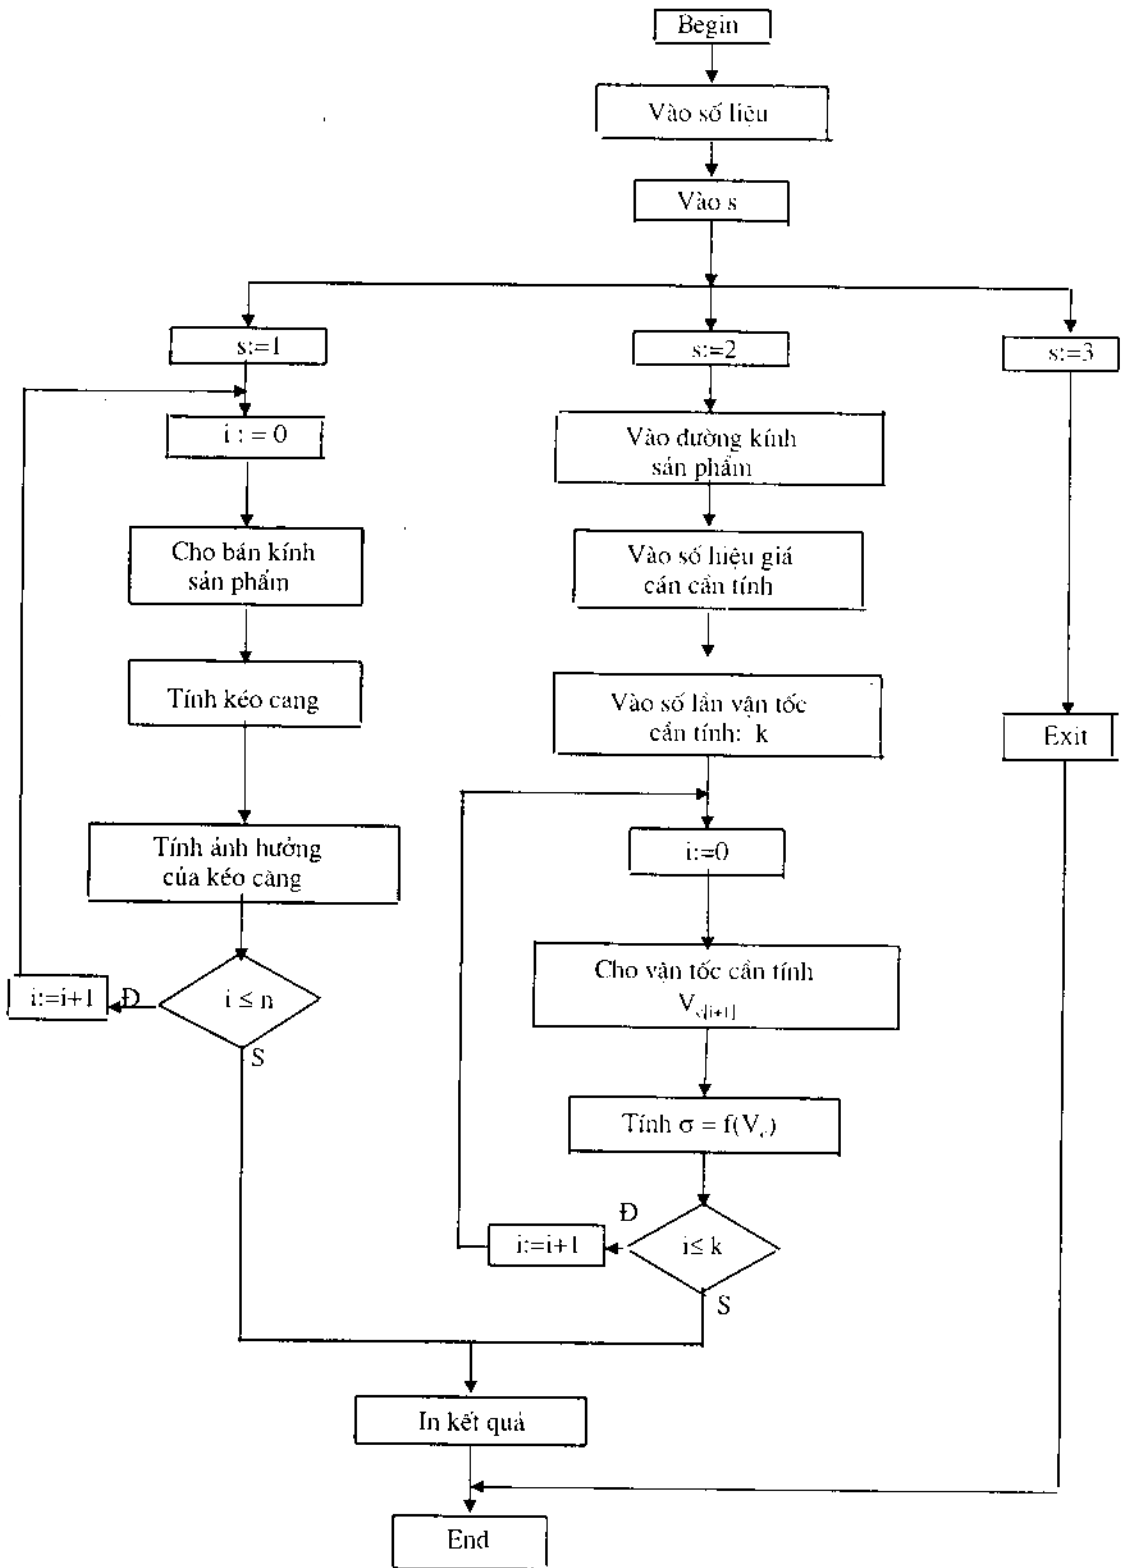 Begin
Vào số liệu
Vào s
s:=1
s:=2
s:=3
i : = 0
Vào đường kính
sản phẩm
Cho bán kính
sản phẩm
Vào số hiệu giá
cán cần tính
Tính kéo cang
Vào số lần vận tốc
cần tính: k
Exit
Tính ảnh hưởng
của kéo căng
i:=0
i:=i+1
Đ
i ≤ n
S
Cho vận tốc cần tính
Tính σ = f(V
Đ
i:=i+1
i≤ k
S
In kết quả
End